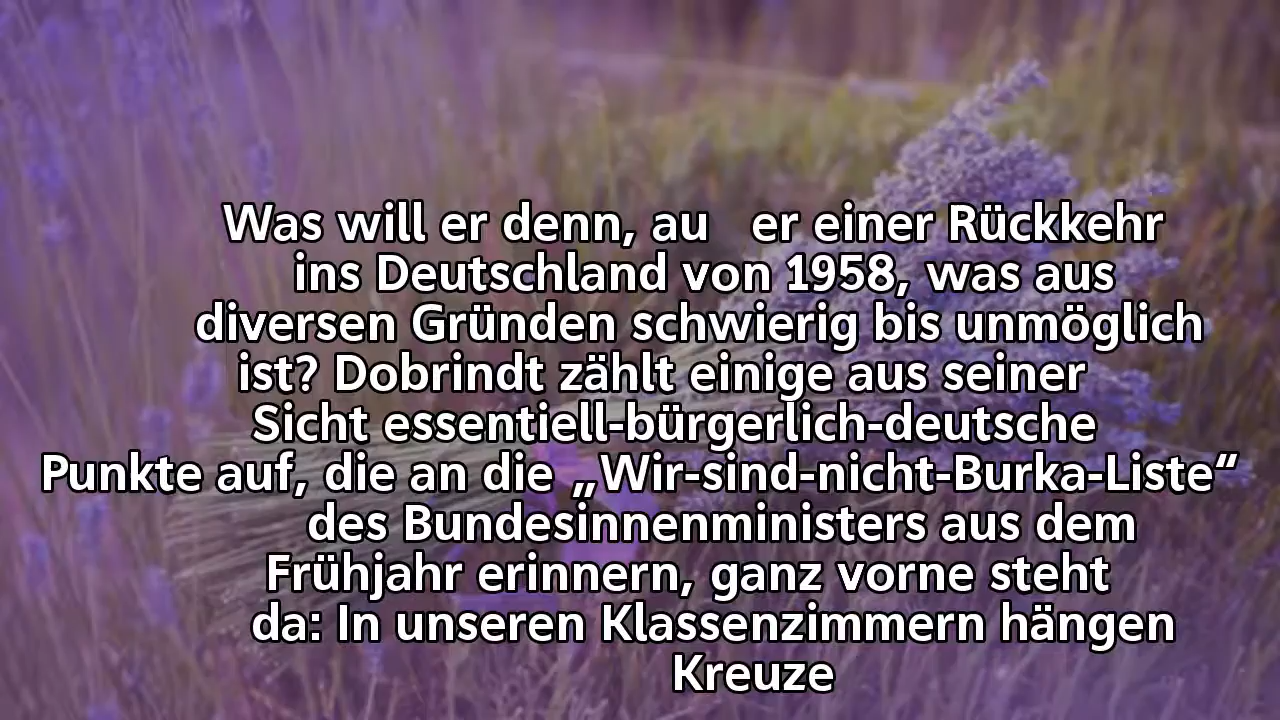 Was will er denn, au er einer Rückkehr
ins Deutschland von 1958, was aus
diversen Gründen schwierig bis unmöglich
ist? Dobrindt zählt einige aus seiner
Sicht essentiell-bürgerlich-deutsche
Punkte auf, die an die „Wir-sind-nicht-Burka-Liste“
des Bundesinnenministers aus dem
Frühjahr erinnern, ganz vorne steht
da: In unseren Klassenzimmern hängen
Kreuze